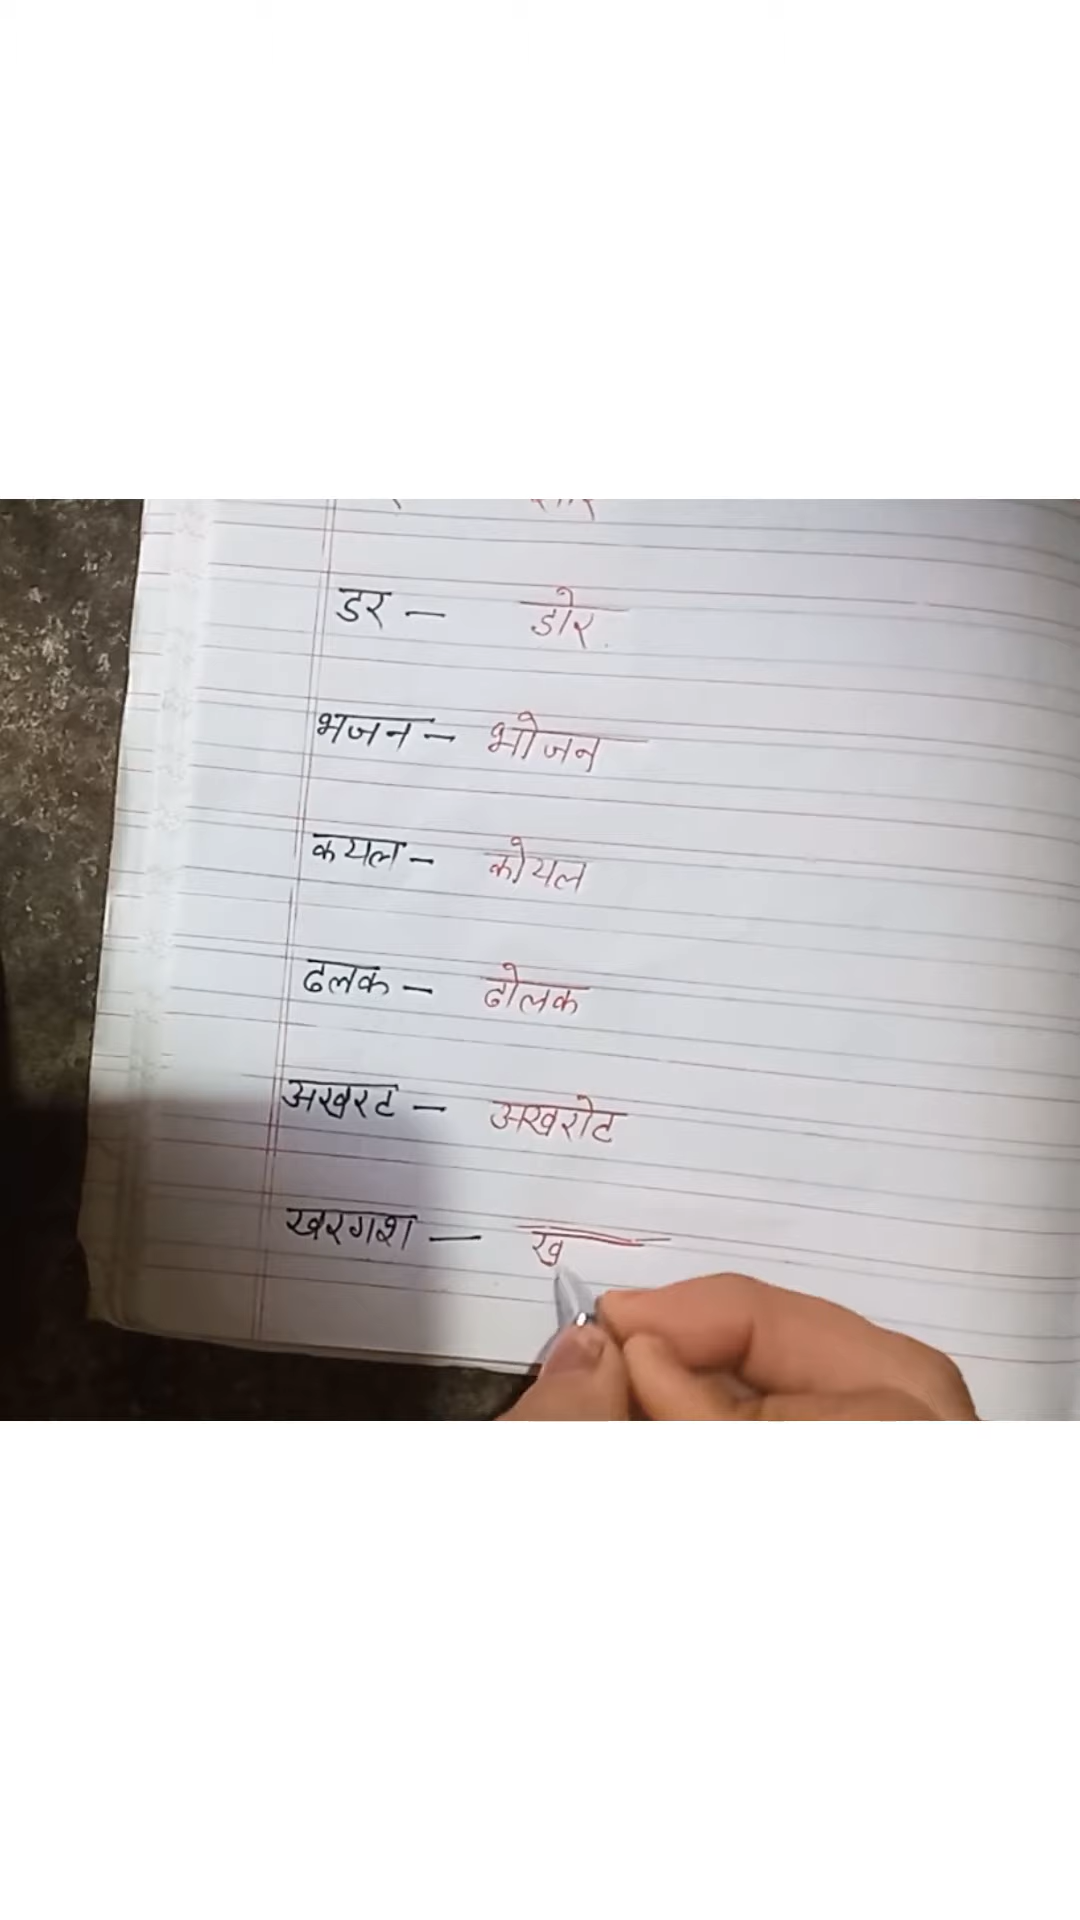 डर — डोर.
भजन — भोजन
कयल — कोयल
ढलक — ढोलक
अखरट — अखरोट
खरगश — ख